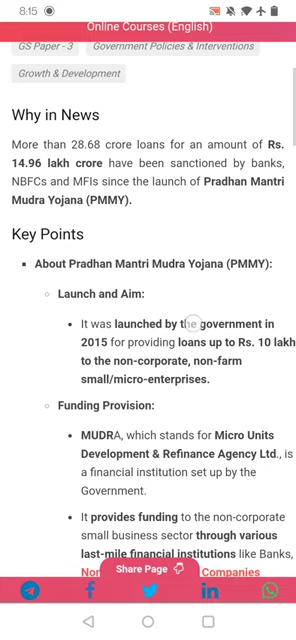 8:15
Online Courses (English)
GS Paper - 3
Government Policies & Interventions
Growth & Development
Why in News
More than 28.68 crore loans for an amount of Rs.
14.96 lakh crore have been sanctioned by banks,
NBFCs and MFIs since the launch of Pradhan Mantri
Mudra Yojana (PMMY).
Key Points
About Pradhan Mantri Mudra Yojana (PMMY):
Launch and Aim:
It was launched by the government in
2015 for providing loans up to Rs. 10 lakh
to the non-corporate, non-farm
small/micro-enterprises.
Funding Provision:
MUDRA, which stands for Micro Units
Development & Refinance Agency Ltd., is
a financial institution set up by the
Government.
It provides funding to the non-corporate
small business sector through various
last-mile financial institutions like Banks,
Companies
Share Page